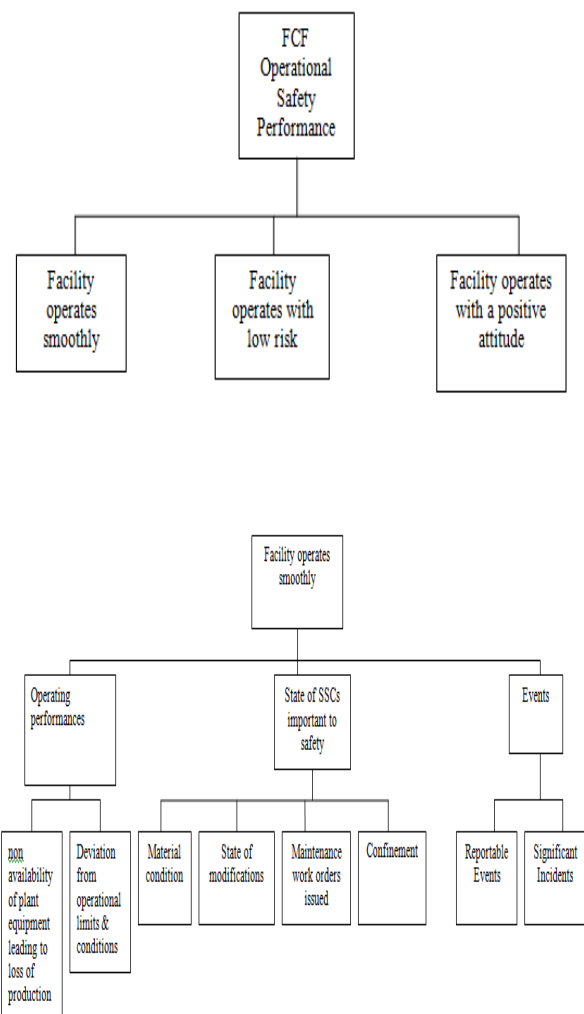 FCF
Operational
Safety
Performance
Facility
operates
smoothly
Facility
operates with
low risk
Facility operates
with a positive
attitude
Facility operates
smoothly
Operating
performances
State of SSCs
important to
safety
Events
non
availability
of plant
equipment
leading to
loss of
production
Deviation
from
operational
limits &
conditions
Material
condition
State of
modifications
Maintenance
work orders
issued
Confinement
Reportable
Events
Significant
Incidents